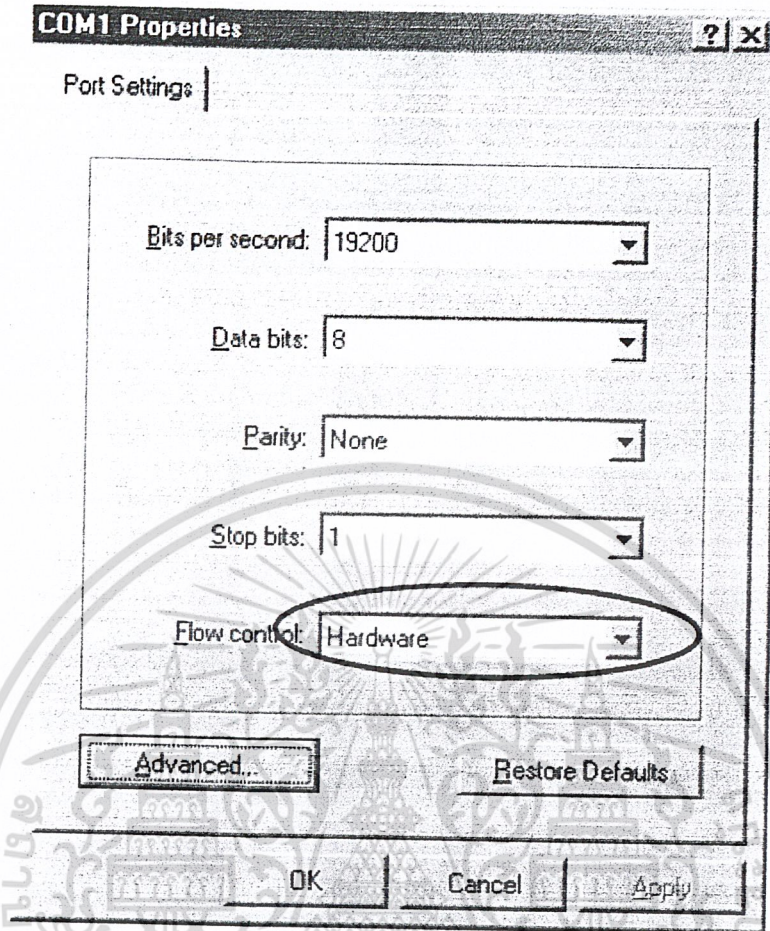 COM1 Properties
? X
Port Settings
Bits per second: 19200
Data bits: 8
Parity: None
Stop bits: 1
Flow control: Hardware
Advanced...
Restore Defaults
OK
Cancel
Apply